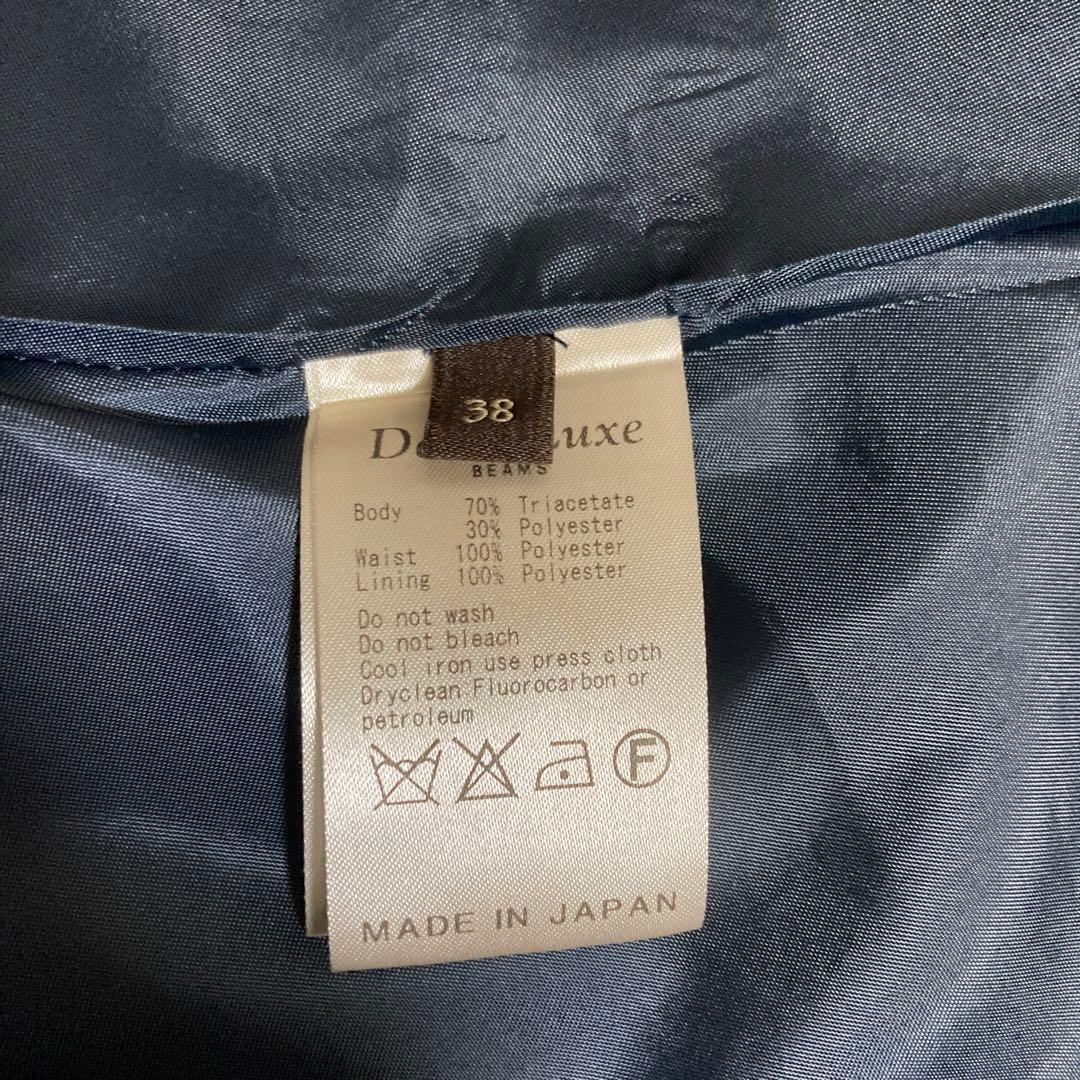 38
BEAMS
Body 70% Triacetate
30% Polyester
Waist 100% Polyester
Lining 100% Polyester
Do not wash
Do not bleach
Cool iron use press cloth
Dryclean Fluorocarbon or
petroleum
F
MADE IN JAPAN